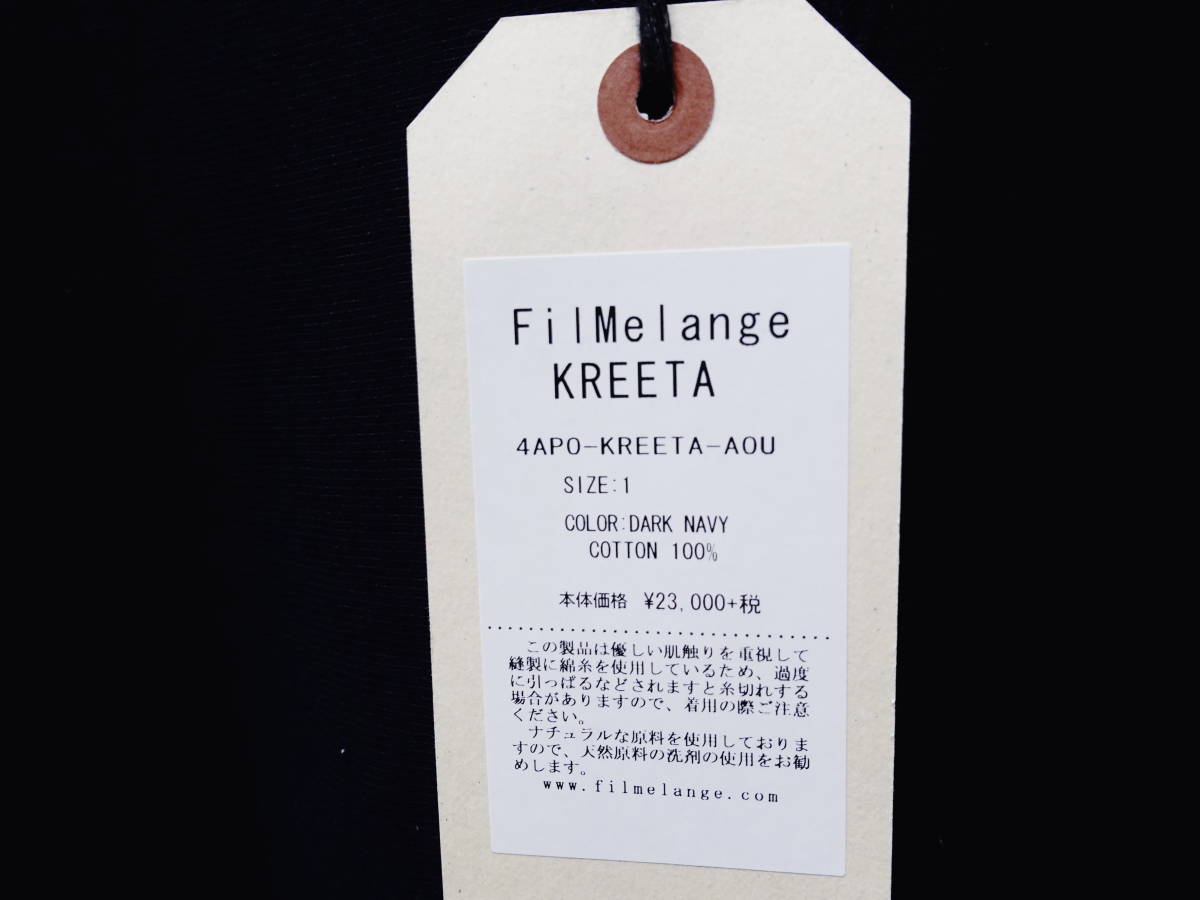 FilMelange
KREETA
4APO-KREETA-AOU
SIZE:1
COLOR:DARK NAVY
COTTON 100%
本体価格 ¥23,000+税
この製品は優しい肌触りを重視して
縫製に綿糸を使用しているため、過度
に引っぱるなどされますと糸切れする
場合がありますので、着用の際ご注意
ください。
ナチュラルな原料を使用しておりま
すので、天然原料の洗剤の使用をお勧
めします。
www.filmelange.com